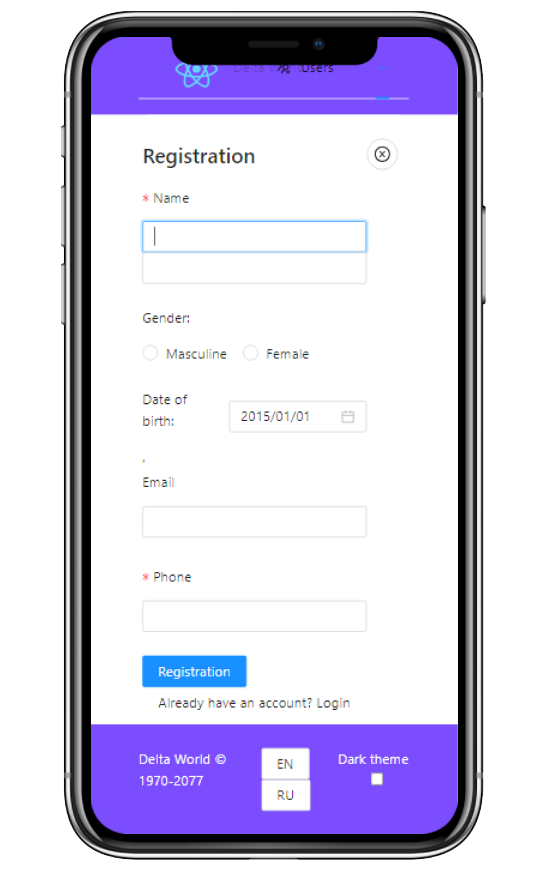 Delta W Users
Registration
* Name
Gender:
Masculine Female
Date of
birth:
2015/01/01
,
Email
* Phone
Registration
Already have an account? Login
Delta World ©
1970-2077
EN
RU
Dark theme